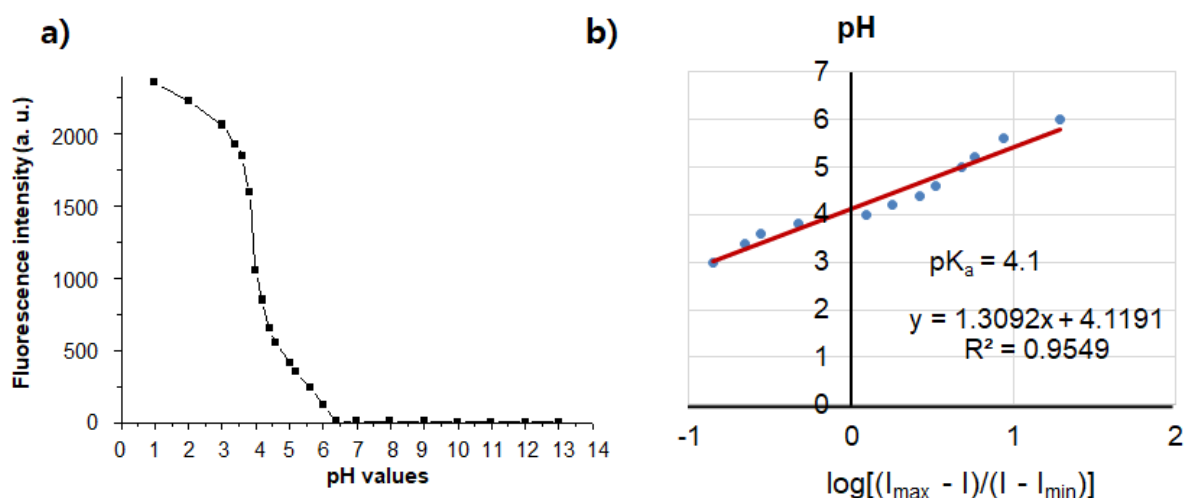 a)
Fluorescence intensity (a. u.)
2000
1500
1000
500
0
0 1 2 3 4 5 6 7 8 9 10 11 12 13 14
pH values
b)
pH
7
6
5
4
3
2
1
0
-1 0 1 2
pKₐ = 4.1
y = 1.3092x + 4.1191
R² = 0.9549
log[(Iₘₐₓ - I)/(I - Iₘᵢₙ)]